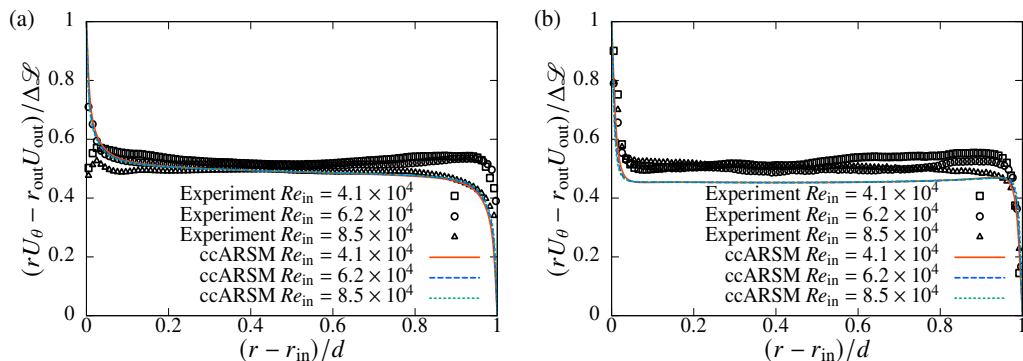 (a)
(rU_θ − r_out U_out)/Δℒ
1
0.8
0.6
0.4
0.2
0
Experiment Re_in = 4.1 × 10^4
Experiment Re_in = 6.2 × 10^4
Experiment Re_in = 8.5 × 10^4
ccARSM Re_in = 4.1 × 10^4
ccARSM Re_in = 6.2 × 10^4
ccARSM Re_in = 8.5 × 10^4
0 0.2 0.4 0.6 0.8 1
(r − r_in)/d
(b)
(rU_θ − r_out U_out)/Δℒ
1
0.8
0.6
0.4
0.2
0
Experiment Re_in = 4.1 × 10^4
Experiment Re_in = 6.2 × 10^4
Experiment Re_in = 8.5 × 10^4
ccARSM Re_in = 4.1 × 10^4
ccARSM Re_in = 6.2 × 10^4
ccARSM Re_in = 8.5 × 10^4
0 0.2 0.4 0.6 0.8 1
(r − r_in)/d